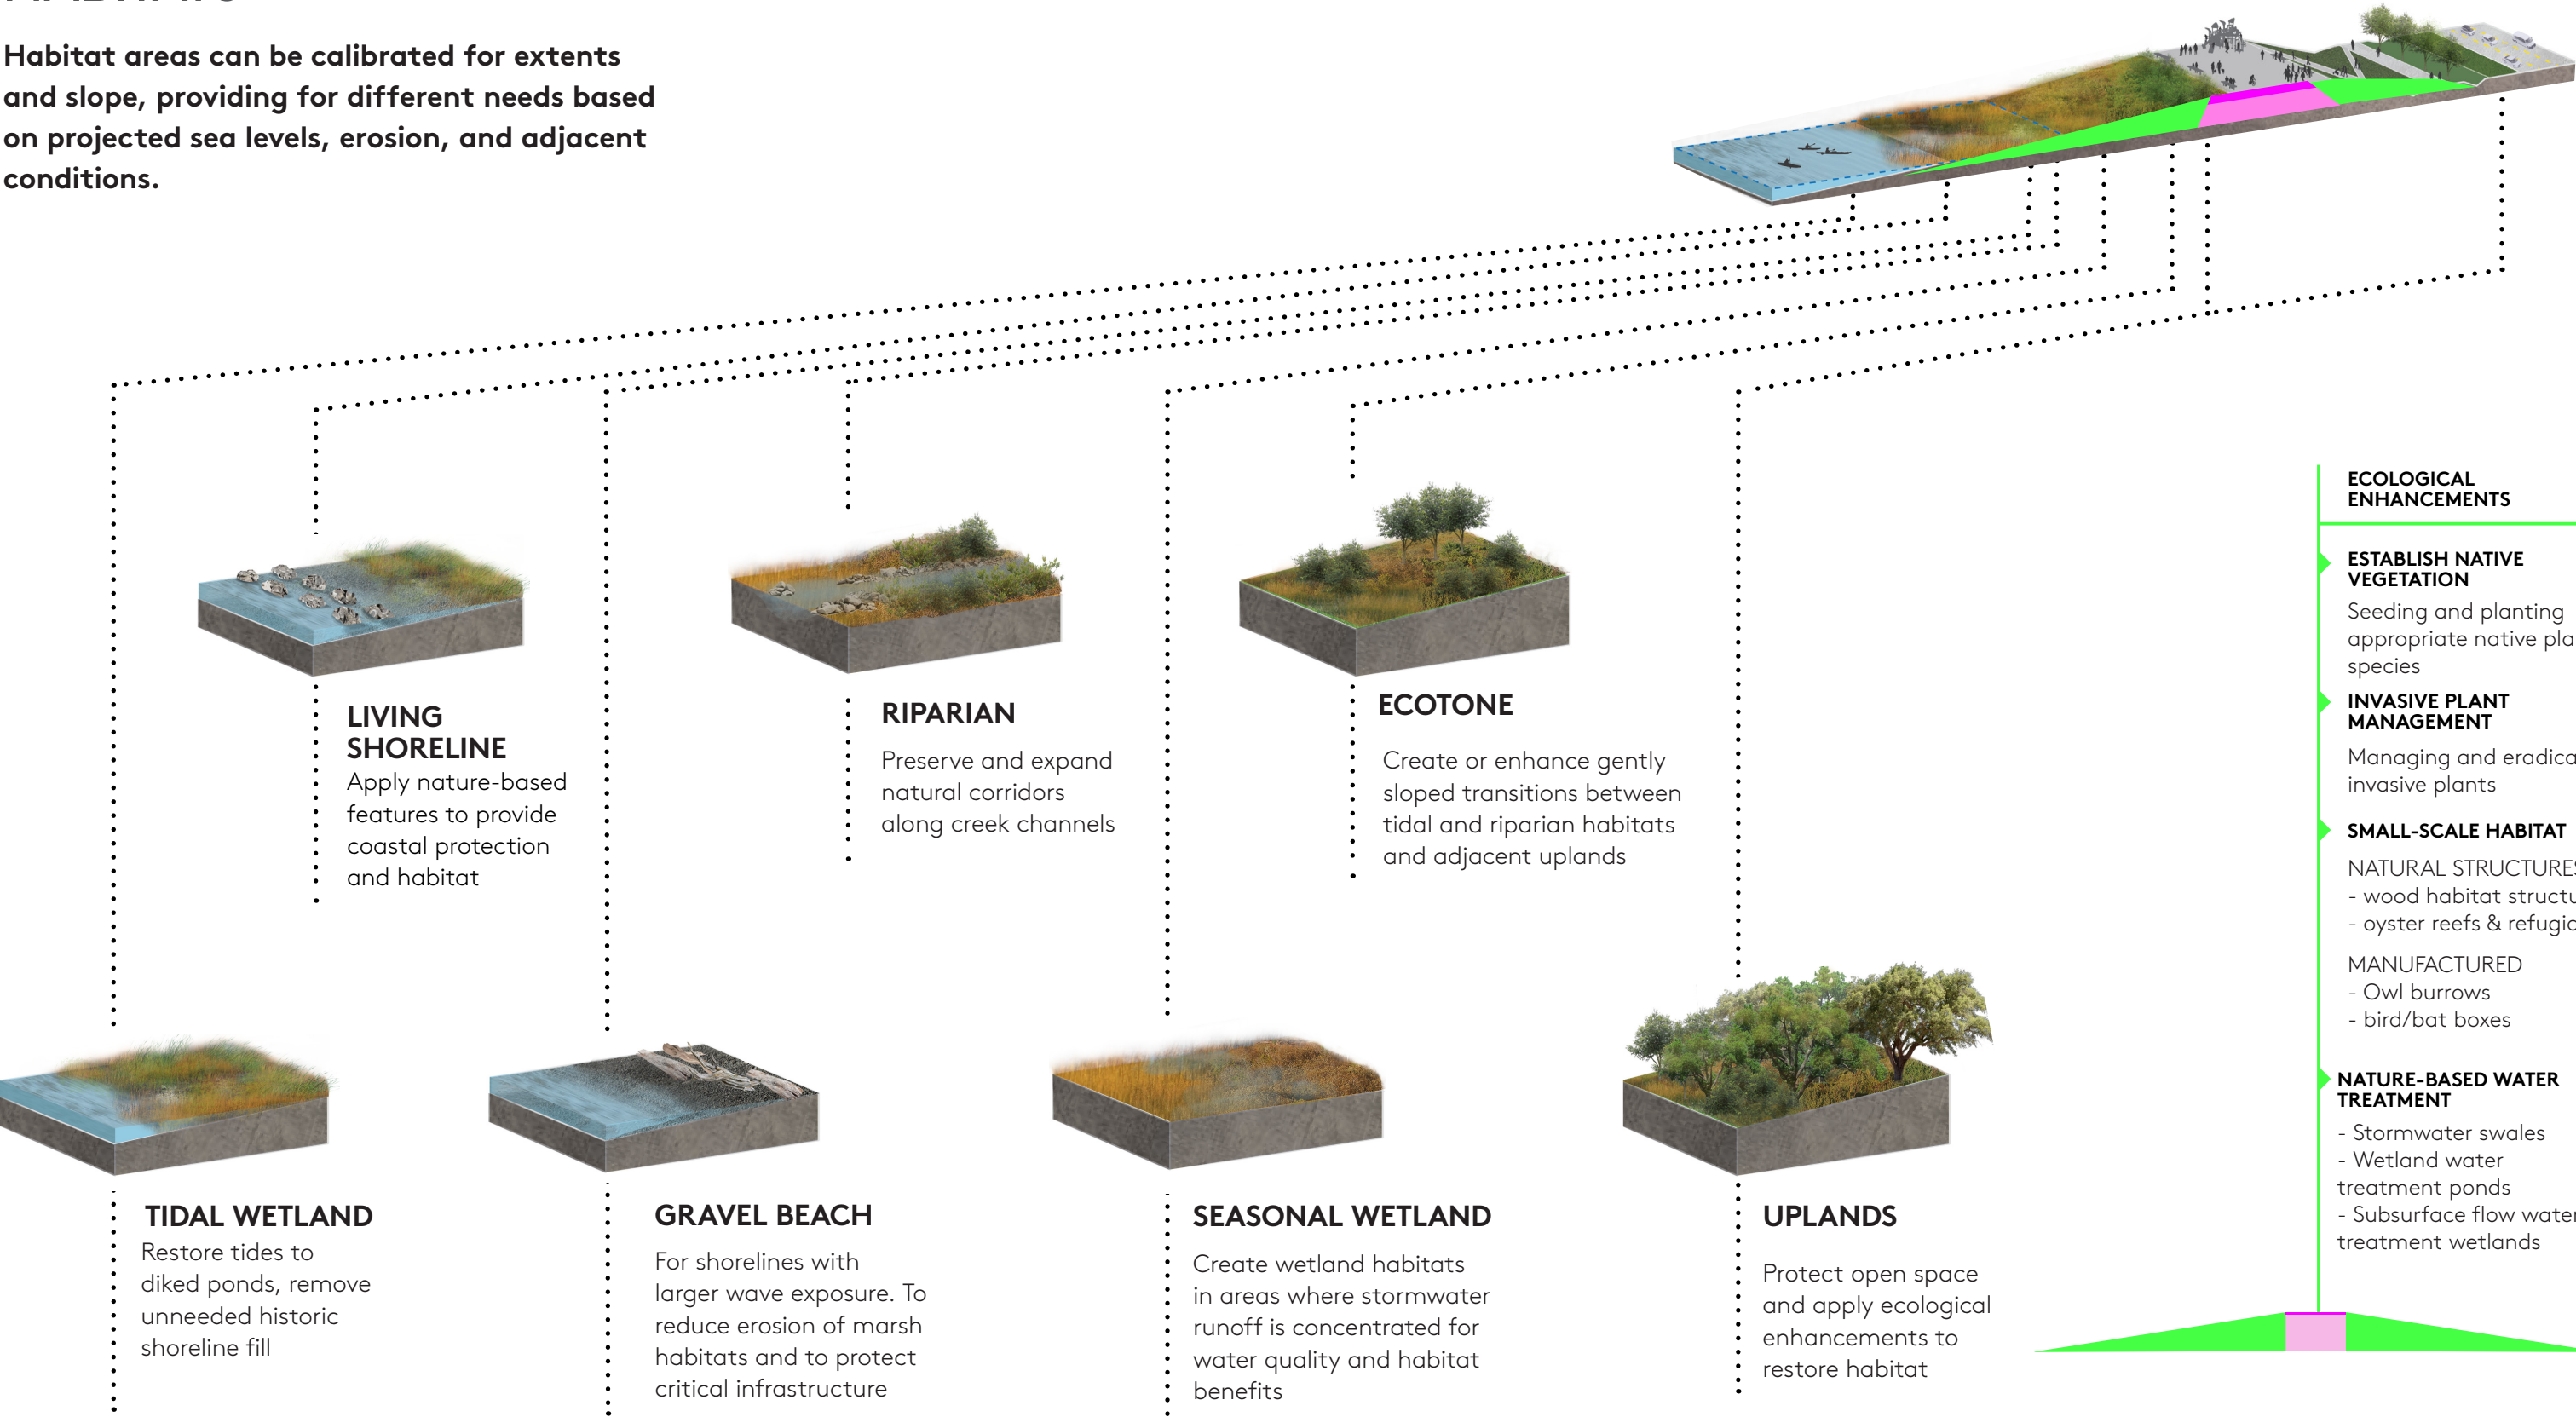 Habitat areas can be calibrated for extents
and slope, providing for different needs based
on projected sea levels, erosion, and adjacent
conditions.
LIVING
SHORELINE
Apply nature-based
features to provide
coastal protection
and habitat
RIPARIAN
Preserve and expand
natural corridors
along creek channels
ECOTONE
Create or enhance gently
sloped transitions between
tidal and riparian habitats
and adjacent uplands
TIDAL WETLAND
Restore tides to
diked ponds, remove
unneeded historic
shoreline fill
GRAVEL BEACH
For shorelines with
larger wave exposure. To
reduce erosion of marsh
habitats and to protect
critical infrastructure
SEASONAL WETLAND
Create wetland habitats
in areas where stormwater
runoff is concentrated for
water quality and habitat
benefits
UPLANDS
Protect open space
and apply ecological
enhancements to
restore habitat
ECOLOGICAL
ENHANCEMENTS
ESTABLISH NATIVE
VEGETATION
Seeding and planting
appropriate native
species
INVASIVE PLANT
MANAGEMENT
Managing and
invasive plants
SMALL-SCALE HABITAT
NATURAL STRUCTURES
- wood habitat
- oyster reefs &
MANUFACTURED
- Owl burrows
- bird/bat boxes
NATURE-BASED WATER
TREATMENT
- Stormwater swales
- Wetland water
treatment ponds
- Subsurface flow water
treatment wetlands